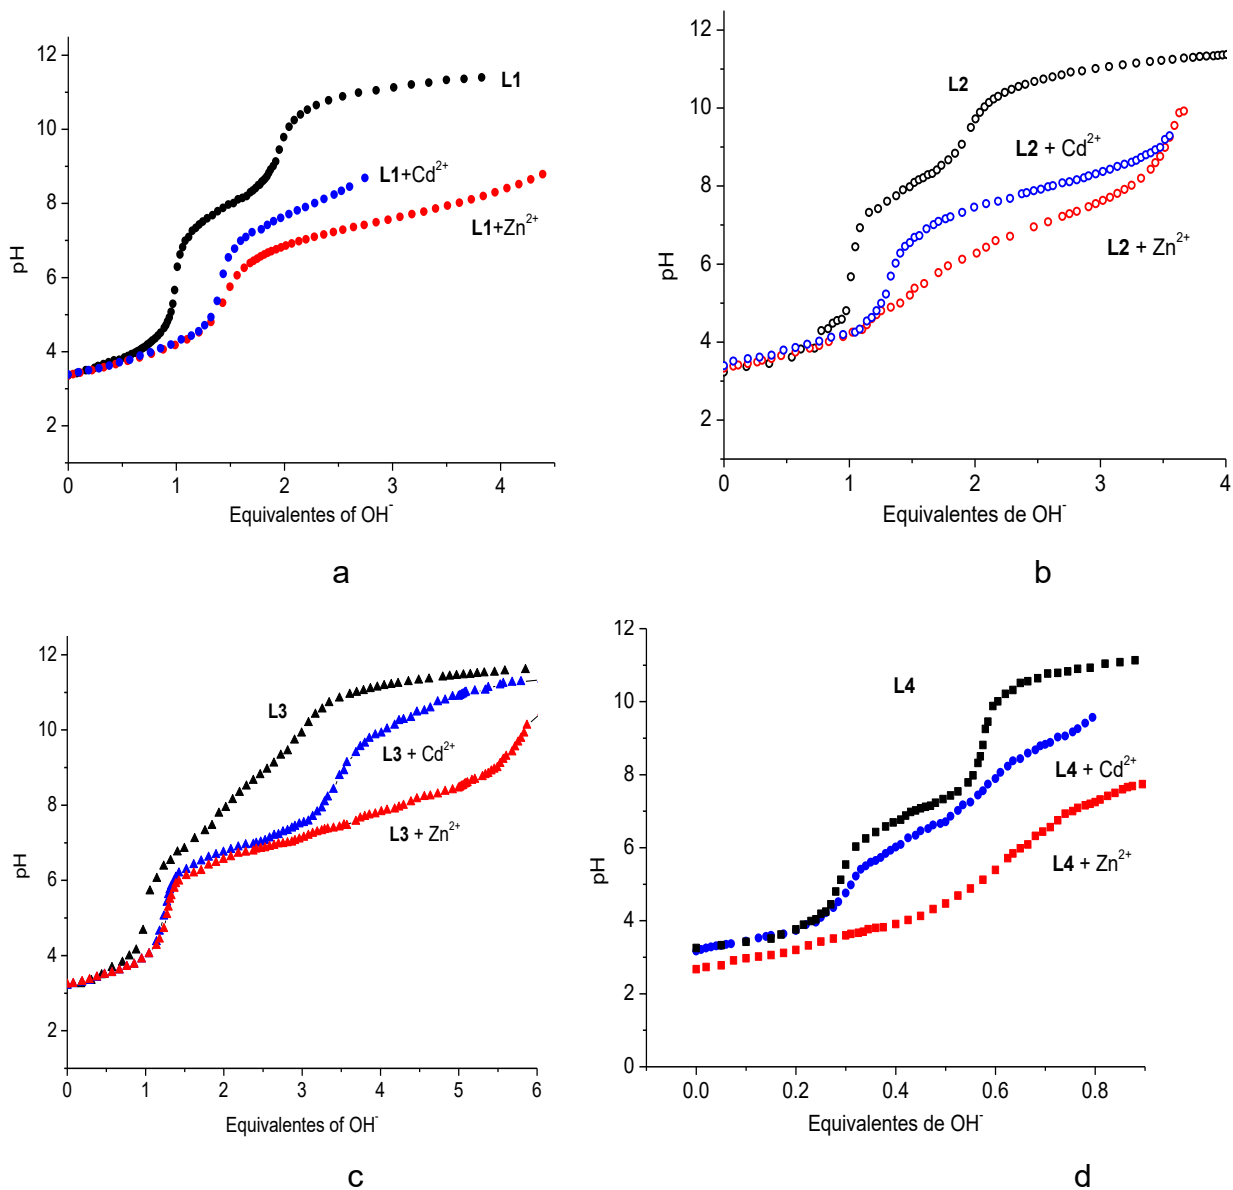 12
10
8
6
4
2
pH
L1
L1+Cd²⁺
L1+Zn²⁺
0 1 2 3 4
Equivalentes of OH⁻
a
12
10
8
6
4
2
pH
L2
L2 + Cd²⁺
L2 + Zn²⁺
0 1 2 3 4
Equivalentes de OH⁻
b
12
10
8
6
4
2
pH
L3
L3 + Cd²⁺
L3 + Zn²⁺
0 1 2 3 4 5 6
Equivalentes of OH⁻
c
12
10
8
6
4
2
0
pH
L4
L4 + Cd²⁺
L4 + Zn²⁺
0.0 0.2 0.4 0.6 0.8
Equivalentes de OH⁻
d